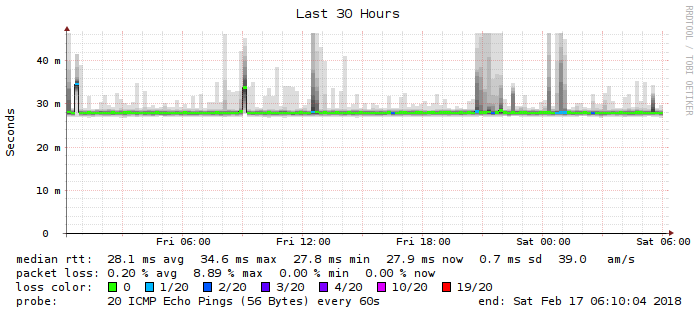 Last 30 Hours
RRDTOOL / TOBI OETIKER
Seconds
40 m
30 m
20 m
10 m
0
Fri 06:00 Fri 12:00 Fri 18:00 Sat 00:00 Sat 06:00
median rtt: 28.1 ms avg 34.6 ms max 27.8 ms min 27.9 ms now 0.7 ms sd 39.0 am/s
packet loss: 0.20 % avg 8.89 % max 0.00 % min 0.00 % now
loss color: 0 1/20 2/20 3/20 4/20 10/20 19/20
probe: 20 ICMP Echo Pings (56 Bytes) every 60s end: Sat Feb 17 06:10:04 2018